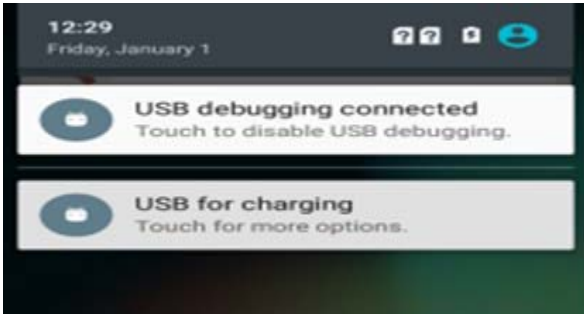 12:29
Friday, January 1
USB debugging connected
Touch to disable USB debugging.
USB for charging
Touch for more options.